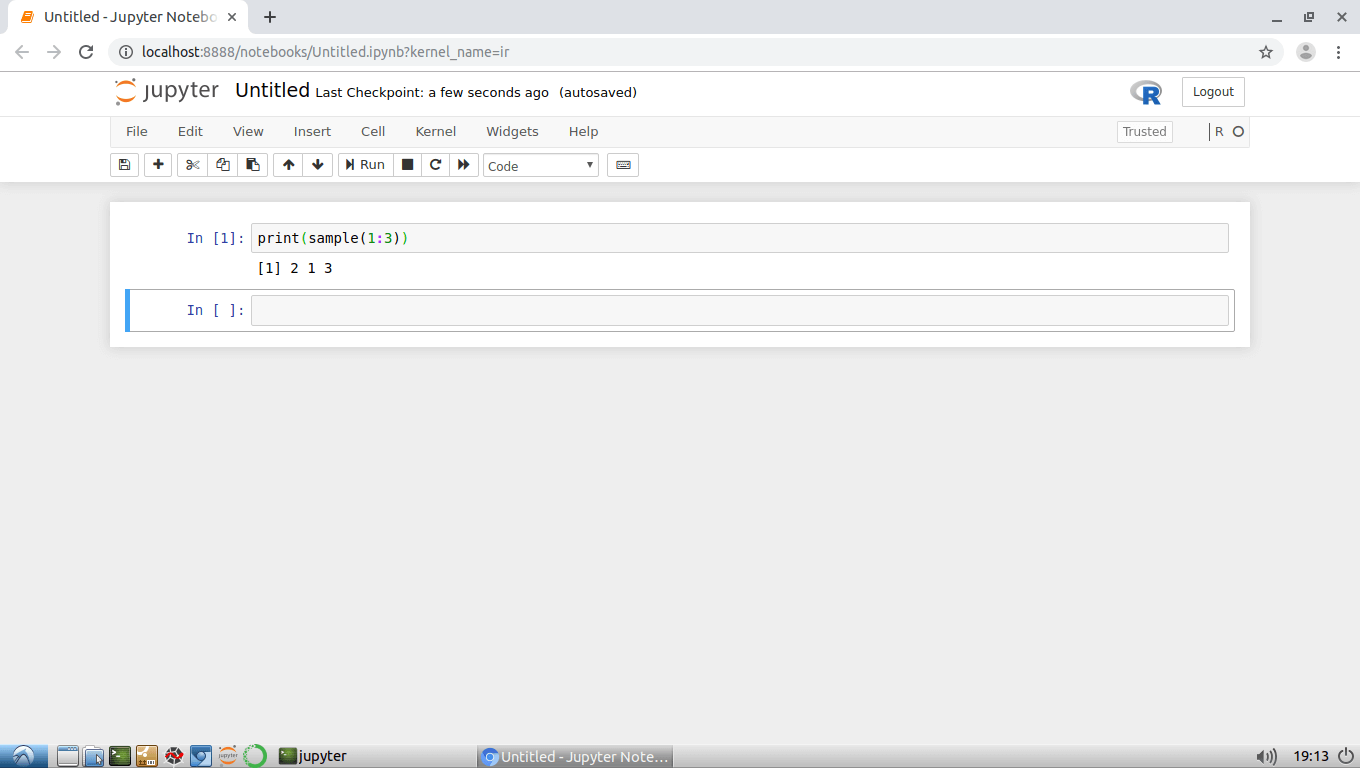 Untitled - Jupyter Notebo
localhost:8888/notebooks/Untitled.ipynb?kernel_name=ir
jupyter Untitled Last Checkpoint: a few seconds ago (autosaved) R Logout
File Edit View Insert Cell Kernel Widgets Help Trusted R
Run Code
In [1]: print(sample(1:3))
[1] 2 1 3
In [ ]:
jupyter Untitled - Jupyter Note... 19:13